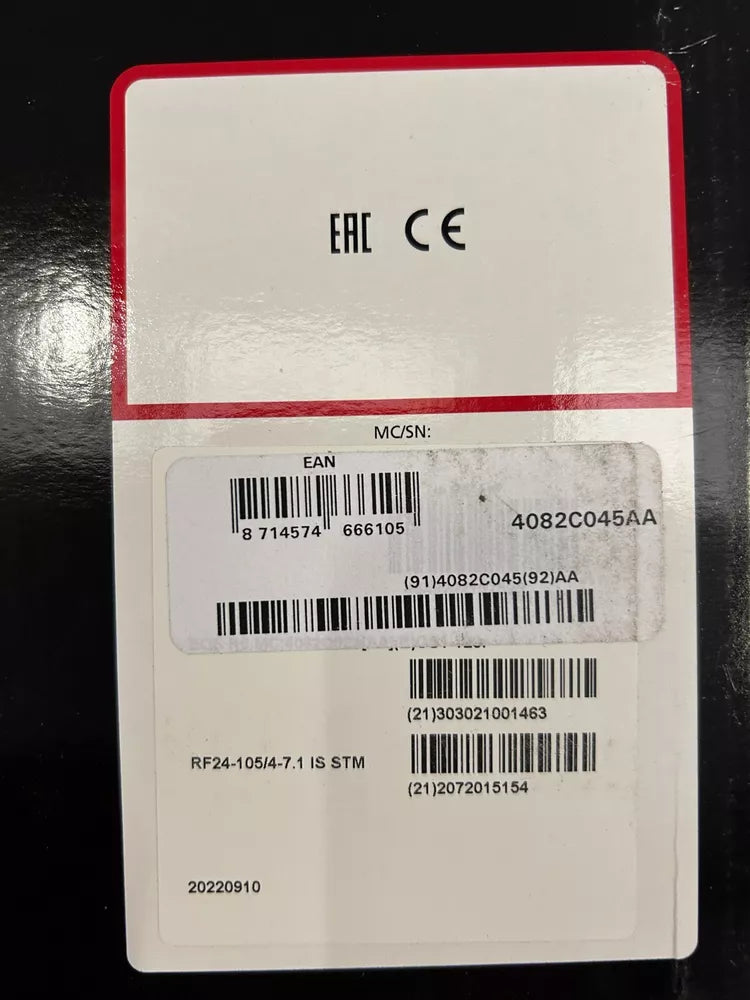 EAC CE
MC/SN:
EAN
8 714574 666105
4082C045AA
(91)4082C045(92)AA
(21)303021001463
RF24-105/4-7.1 IS STM
(21)2072015154
20220910